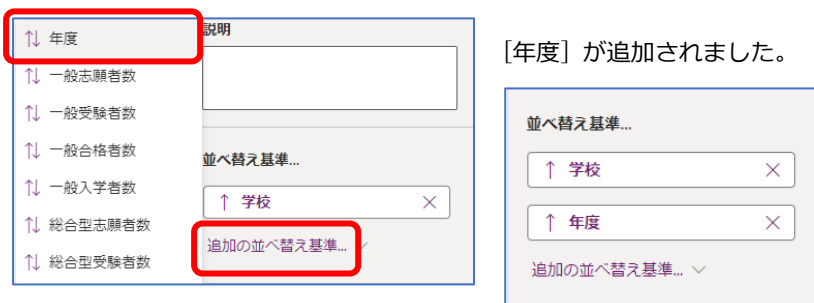 年度
一般志願者数
一般受験者数
一般合格者数
一般入学者数
総合型志願者数
総合型受験者数
説明
並べ替え基準...
学校
追加の並べ替え基準...
[年度] が追加されました。
並べ替え基準...
学校
年度
追加の並べ替え基準...